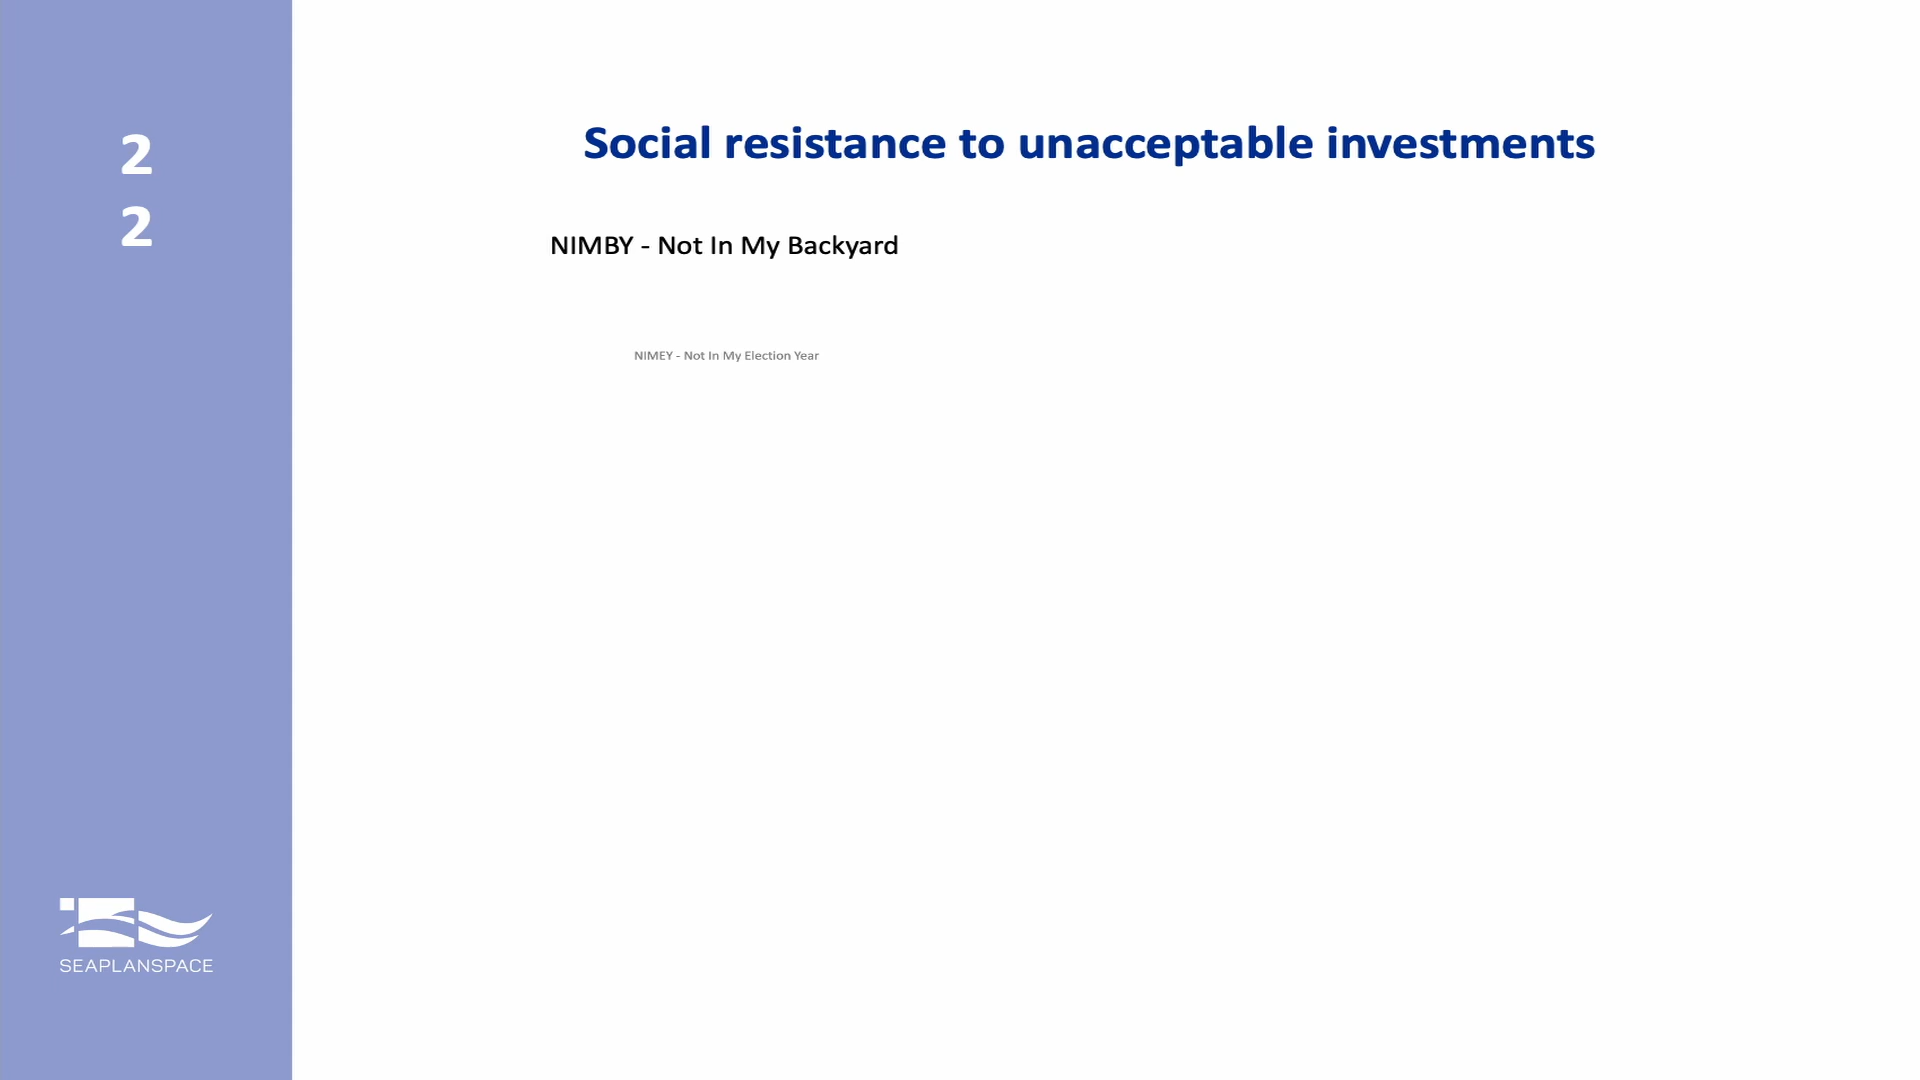 2
2
Social resistance to unacceptable investments
NIMBY - Not In My Backyard
NIMEY - Not In My Election Year
SEAPLANSPACE